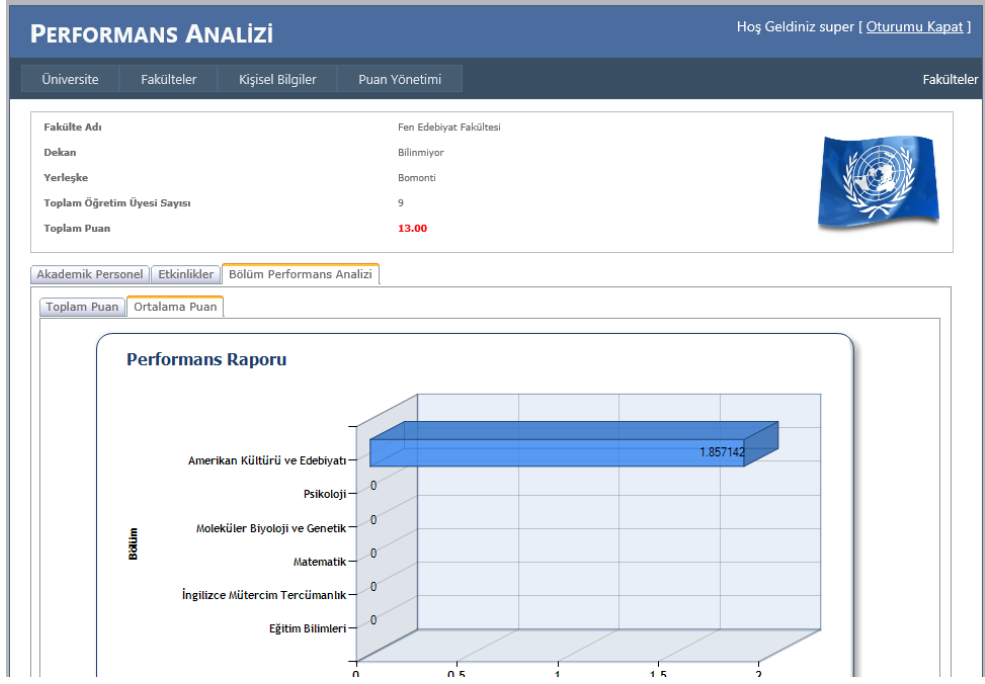 PERFORMANS ANALİZİ
Hoş Geldiniz super [ Oturumu Kapat ]
Üniversite Fakülteler Kişisel Bilgiler Puan Yönetimi Fakülteler
Fakülte Adı Fen Edebiyat Fakültesi
Dekan Bilinmiyor
Yerleşke Bomonti
Toplam Öğretim Üyesi Sayısı 9
Toplam Puan 13.00
Akademik Personel Etkinlikler Bölüm Performans Analizi
Toplam Puan Ortalama Puan
Performans Raporu
Amerikan Kültürü ve Edebiyatı 1.857142
Psikoloji 0
Moleküler Biyoloji ve Genetik 0
Matematik 0
İngilizce Mütercim Tercümanlık 0
Eğitim Bilimleri 0
Bölüm
0 0.5 1 1.5 2